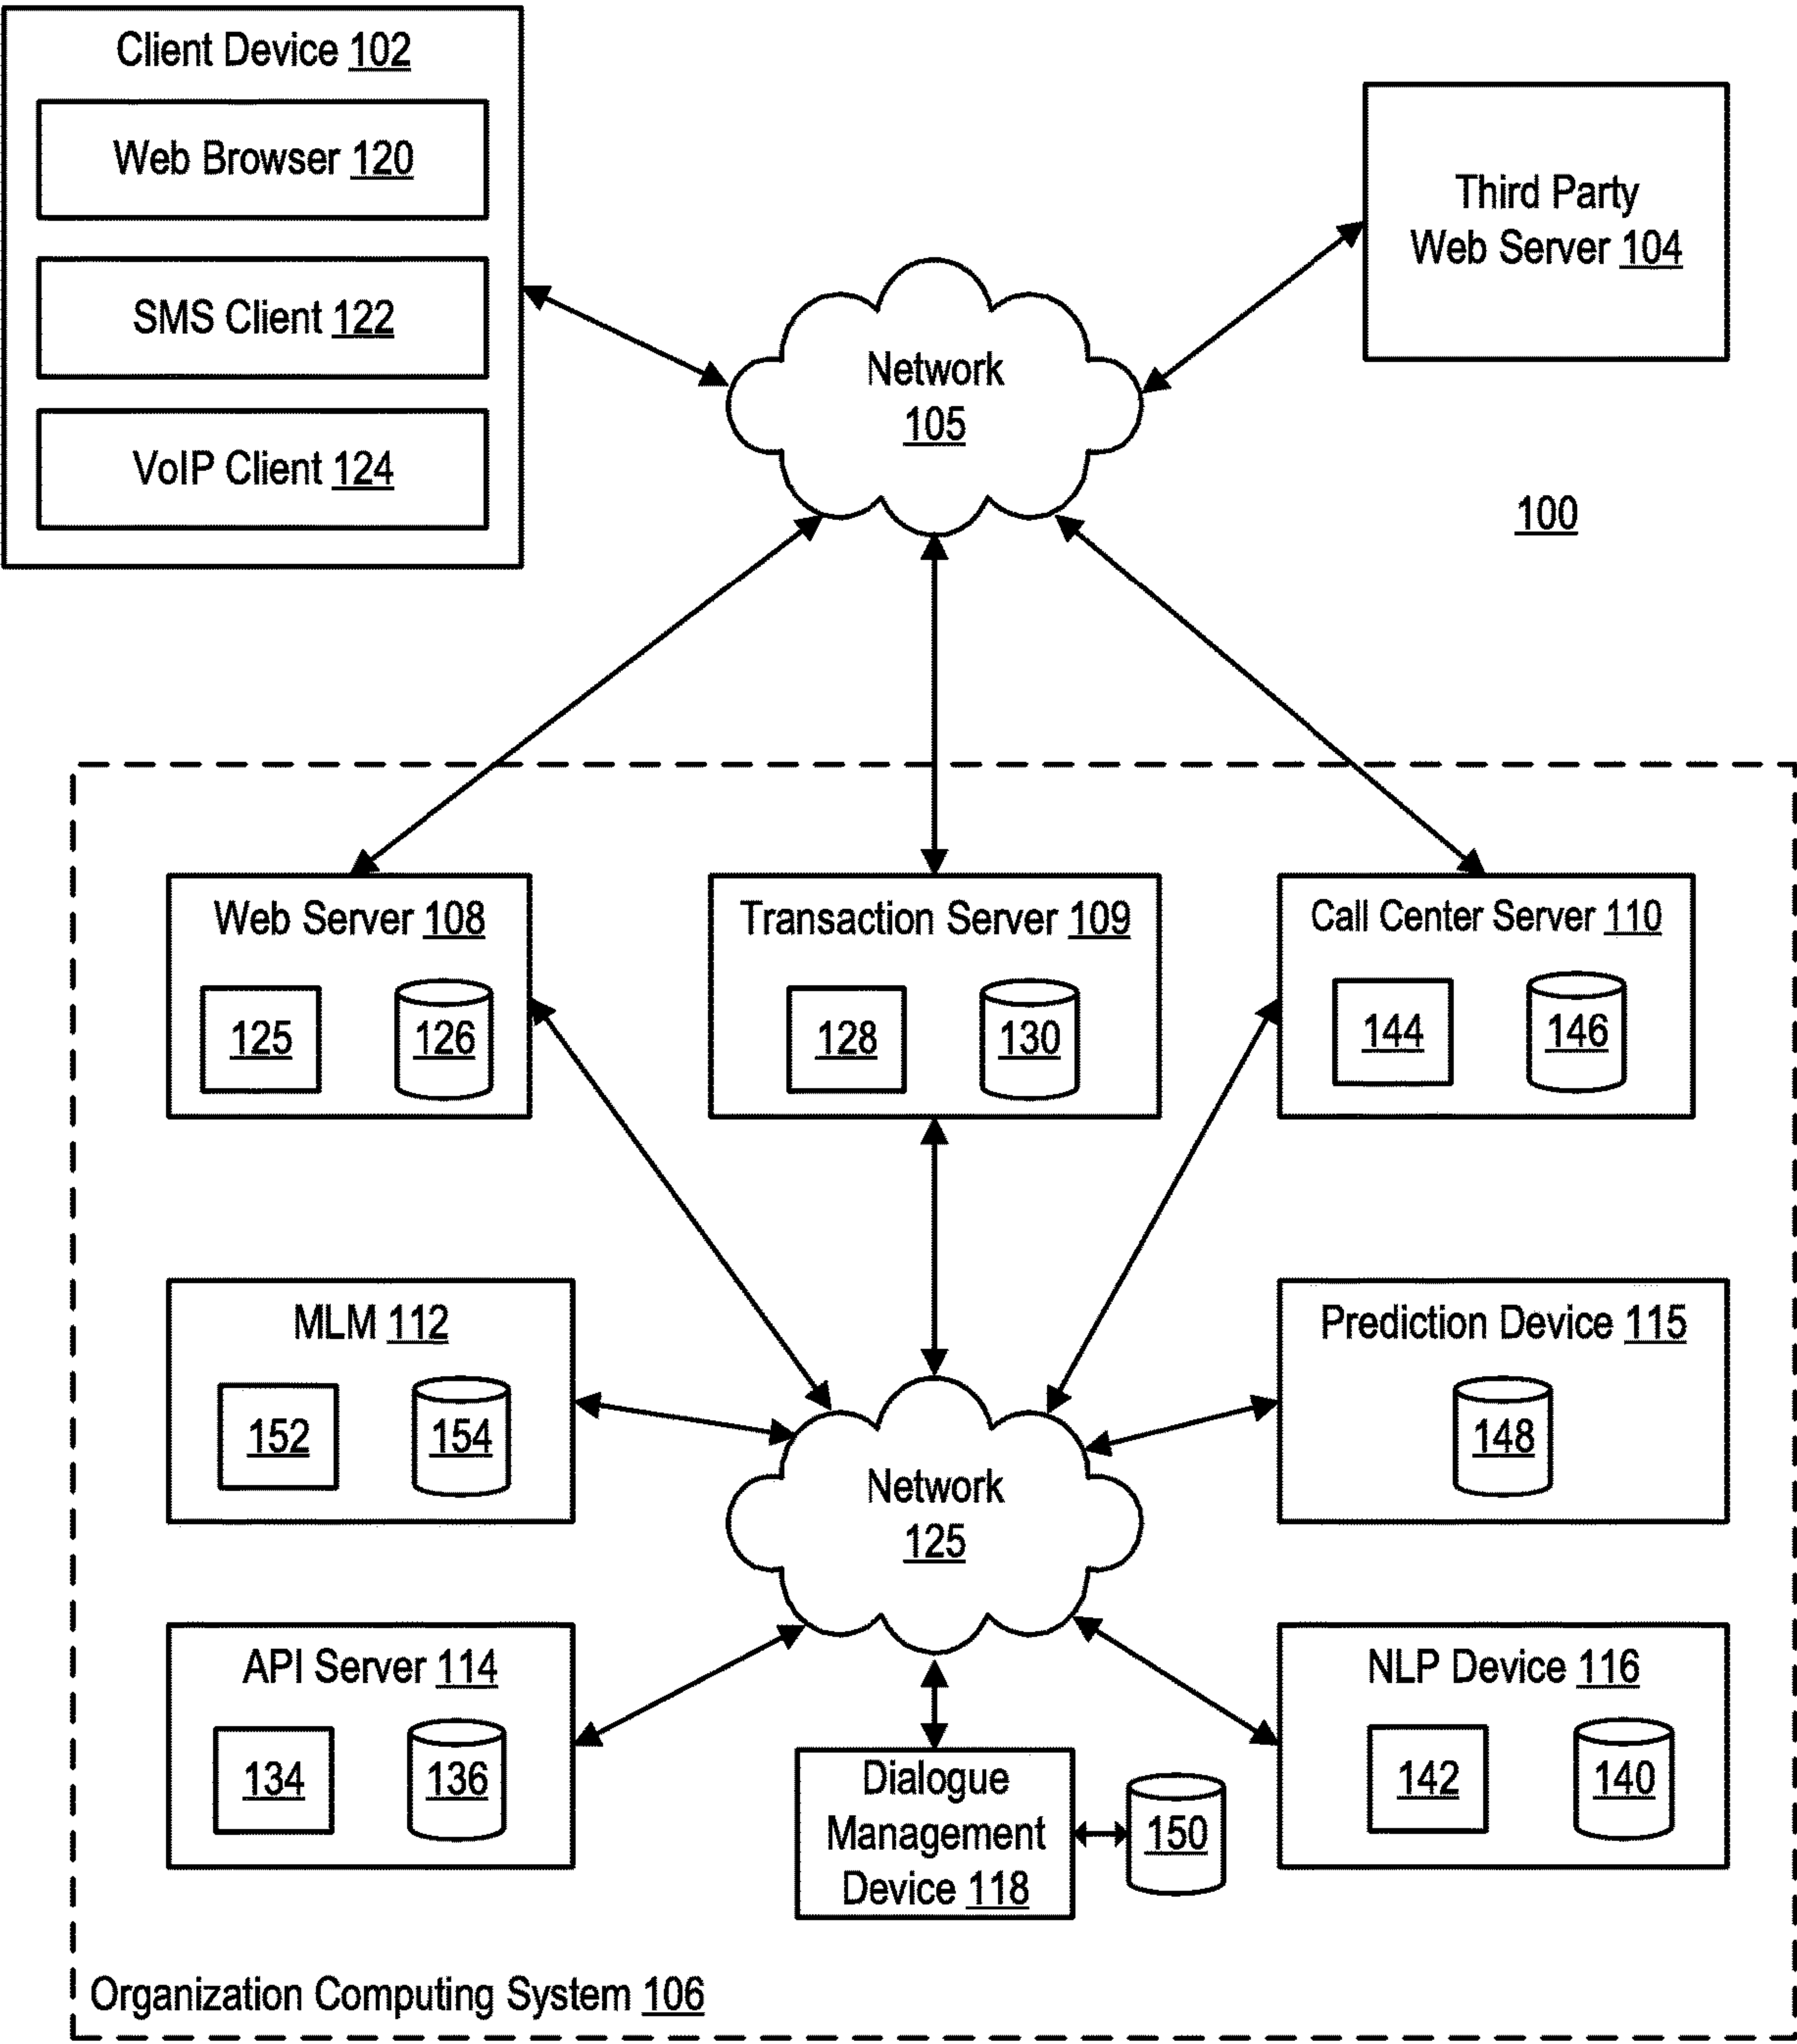 Client Device 102
Web Browser 120
SMS Client 122
VoIP Client 124
Third Party
Web Server 104
Network
105
100
Web Server 108
125
126
Transaction Server 109
128
130
Call Center Server 110
144
146
MLM 112
152
154
Prediction Device 115
148
Network
125
API Server 114
134
136
Dialogue
Management
Device 118
150
NLP Device 116
142
140
Organization Computing System 106